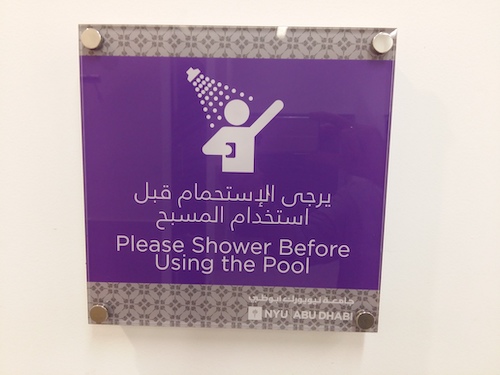 يرجى الإستحمام قبل
استخدام المسبح
Please Shower Before
Using the Pool
جامعة نيويورك أبوظبي
NYU ABU DHABI